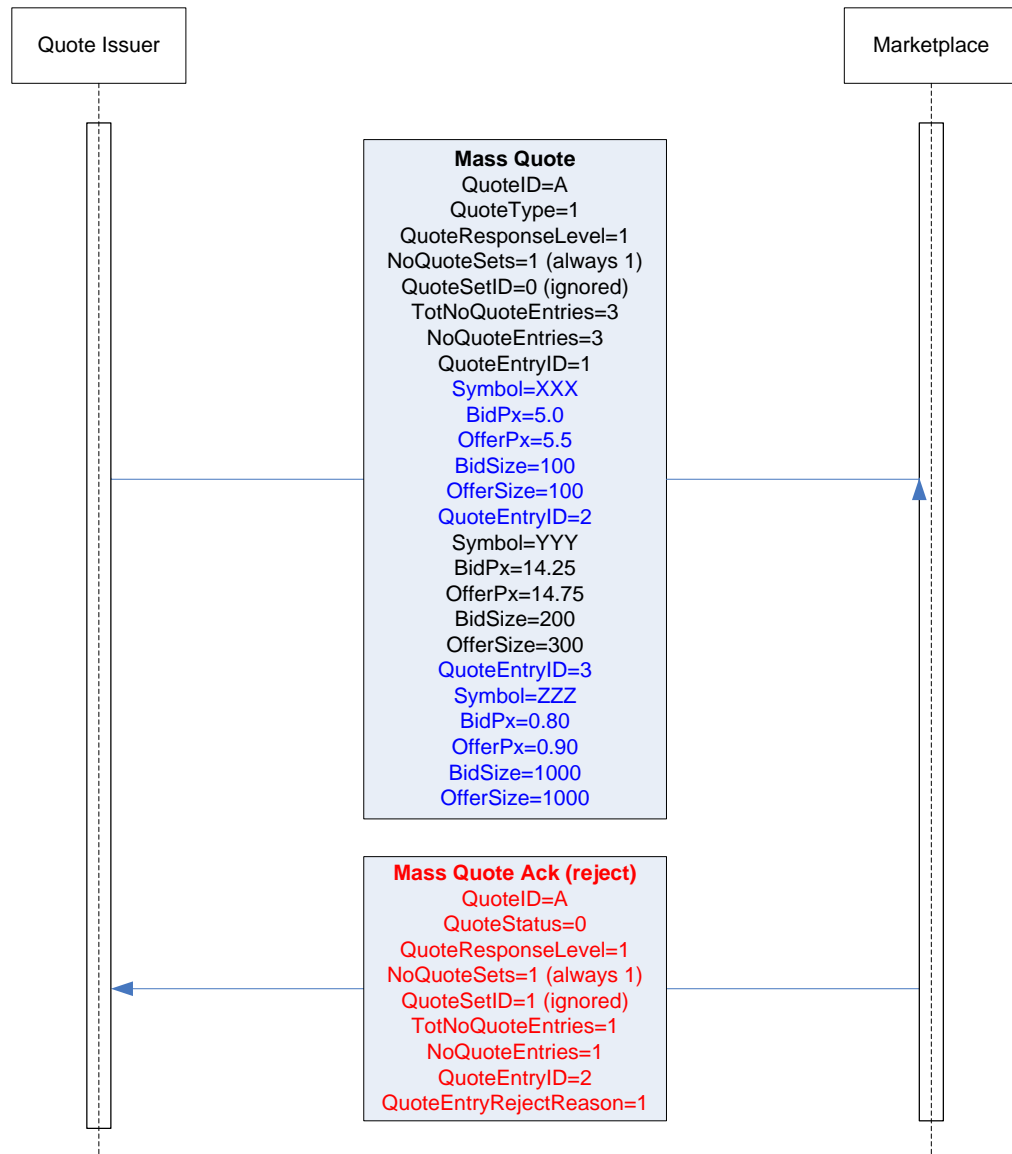 Quote Issuer
Marketplace
Mass Quote
QuoteID=A
QuoteType=1
QuoteResponseLevel=1
NoQuoteSets=1 (always 1)
QuoteSetID=0 (ignored)
TotNoQuoteEntries=3
NoQuoteEntries=3
QuoteEntryID=1
Symbol=XXX
BidPx=5.0
OfferPx=5.5
BidSize=100
OfferSize=100
QuoteEntryID=2
Symbol=YYY
BidPx=14.25
OfferPx=14.75
BidSize=200
OfferSize=300
QuoteEntryID=3
Symbol=ZZZ
BidPx=0.80
OfferPx=0.90
BidSize=1000
OfferSize=1000
Mass Quote Ack (reject)
QuoteID=A
QuoteStatus=0
QuoteResponseLevel=1
NoQuoteSets=1 (always 1)
QuoteSetID=1 (ignored)
TotNoQuoteEntries=1
NoQuoteEntries=1
QuoteEntryID=2
QuoteEntryRejectReason=1